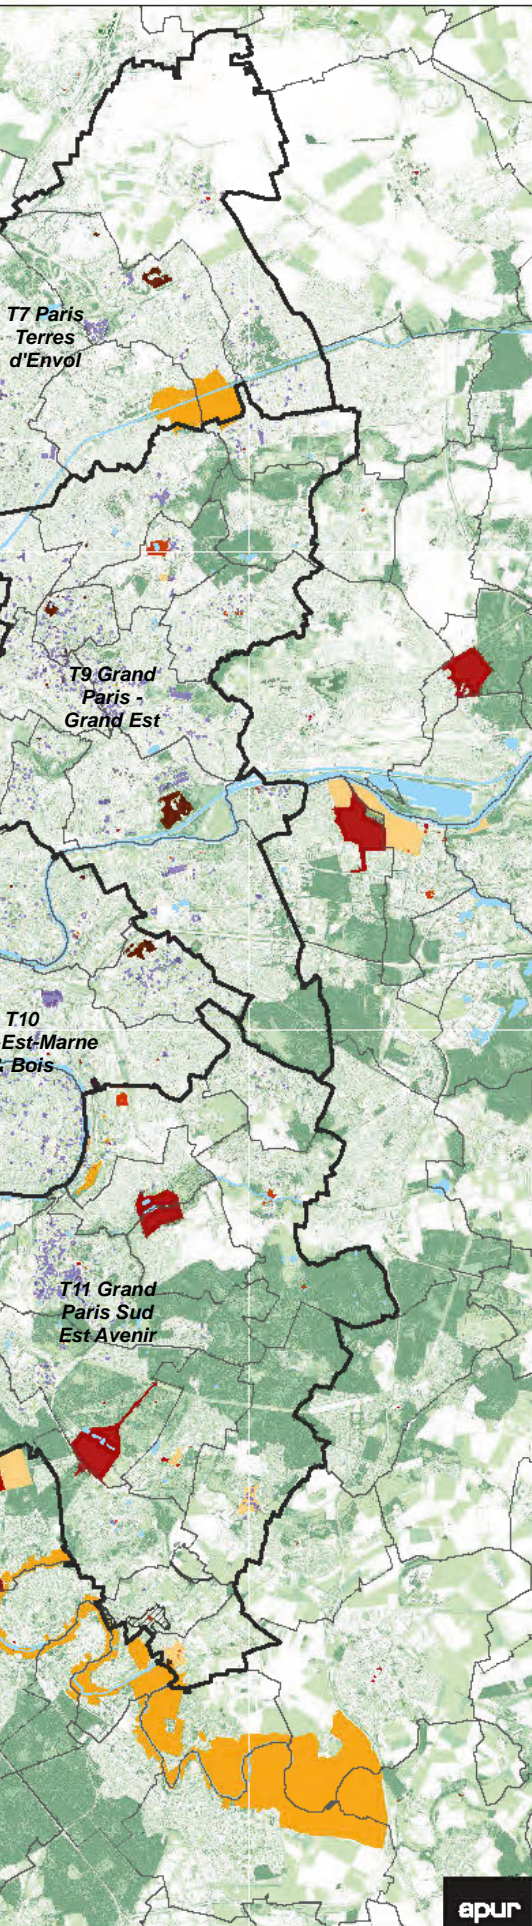 T7 Paris
Terres
d'Envol
T9 Grand
Paris -
Grand Est
T10
-Est-Marne
Bois
T11 Grand
Paris Sud
Est Avenir
apur